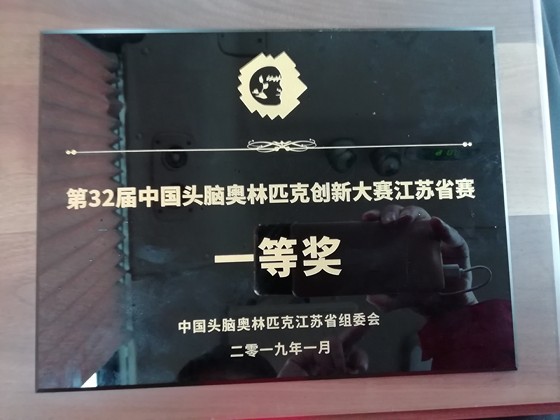 第32届中国头脑奥林匹克创新大赛江苏省赛
一等奖
中国头脑奥林匹克江苏省组委会
二零一九年一月